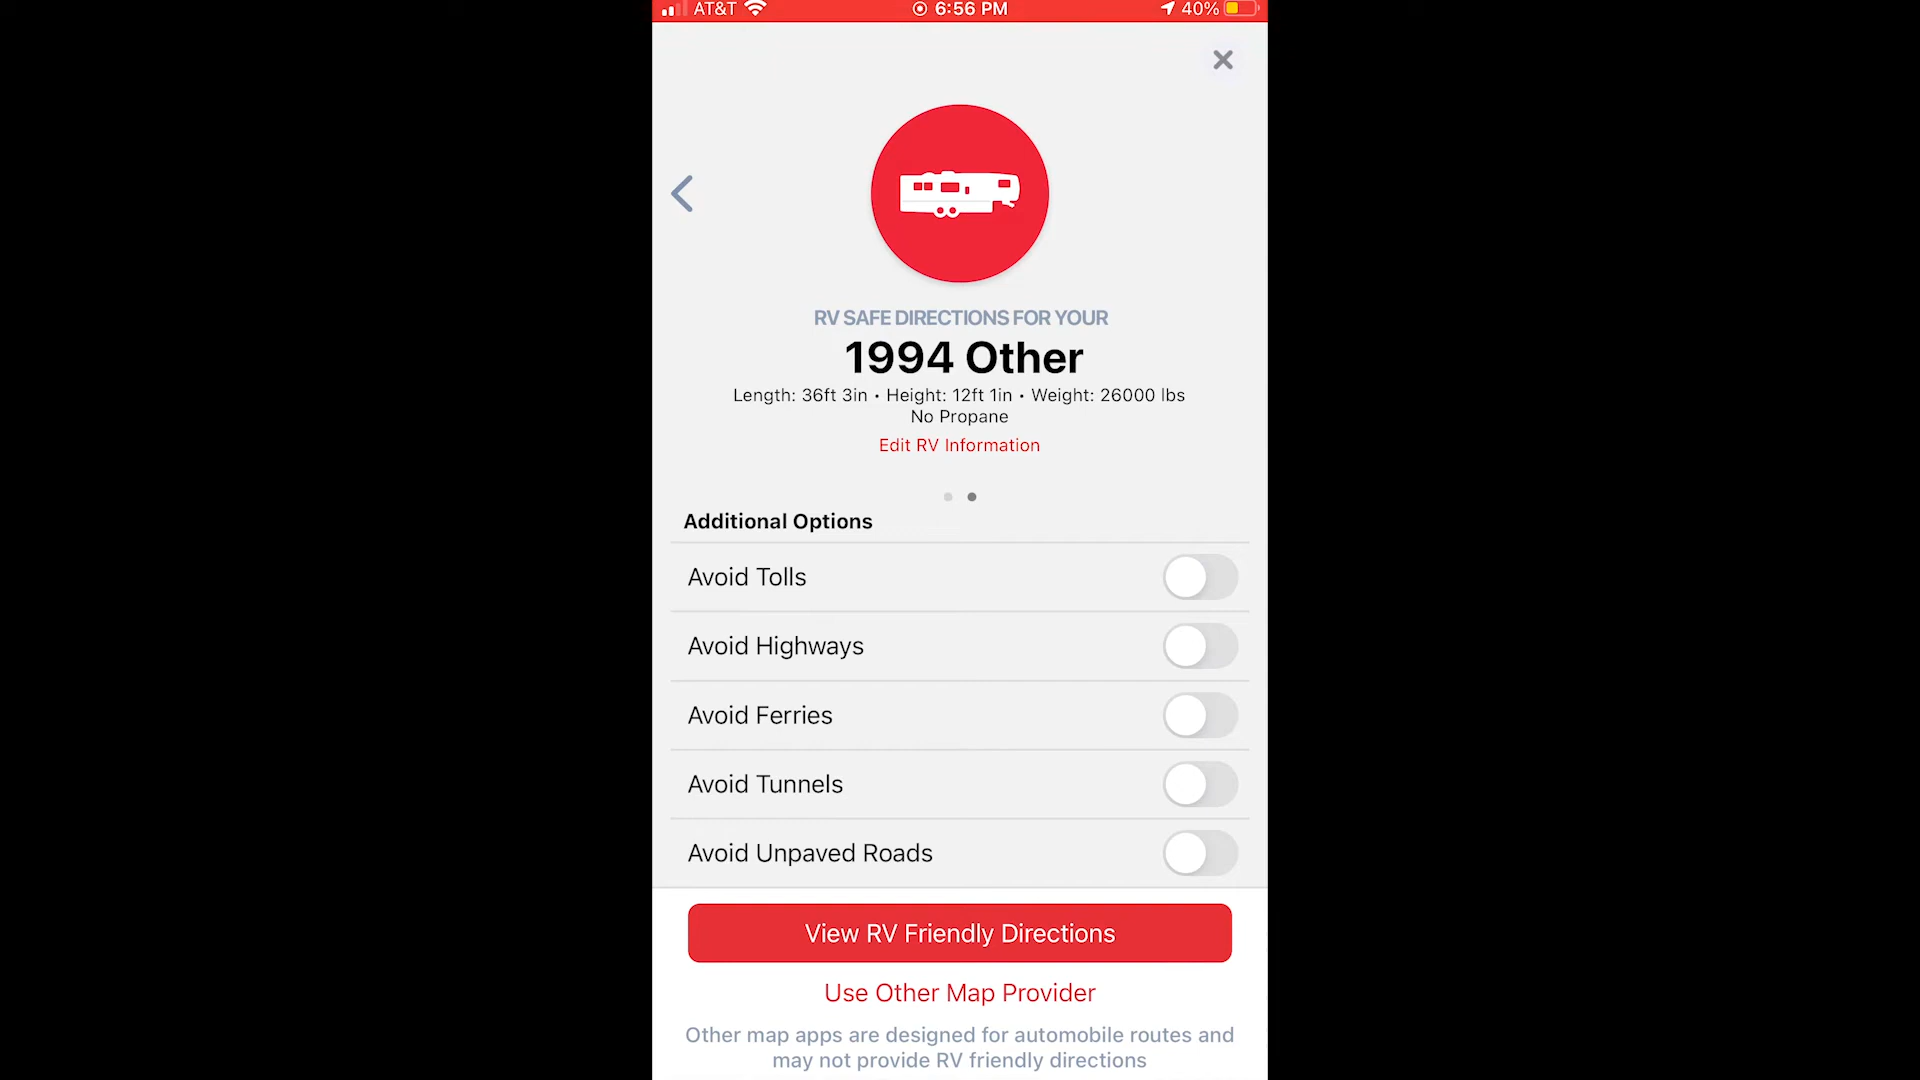 AT&T 6:56 PM 40%
RV SAFE DIRECTIONS FOR YOUR
1994 Other
Length: 36ft 3in • Height: 12ft 1in • Weight: 26000 lbs
No Propane
Edit RV Information
Additional Options
Avoid Tolls
Avoid Highways
Avoid Ferries
Avoid Tunnels
Avoid Unpaved Roads
View RV Friendly Directions
Use Other Map Provider
Other map apps are designed for automobile routes and
may not provide RV friendly directions